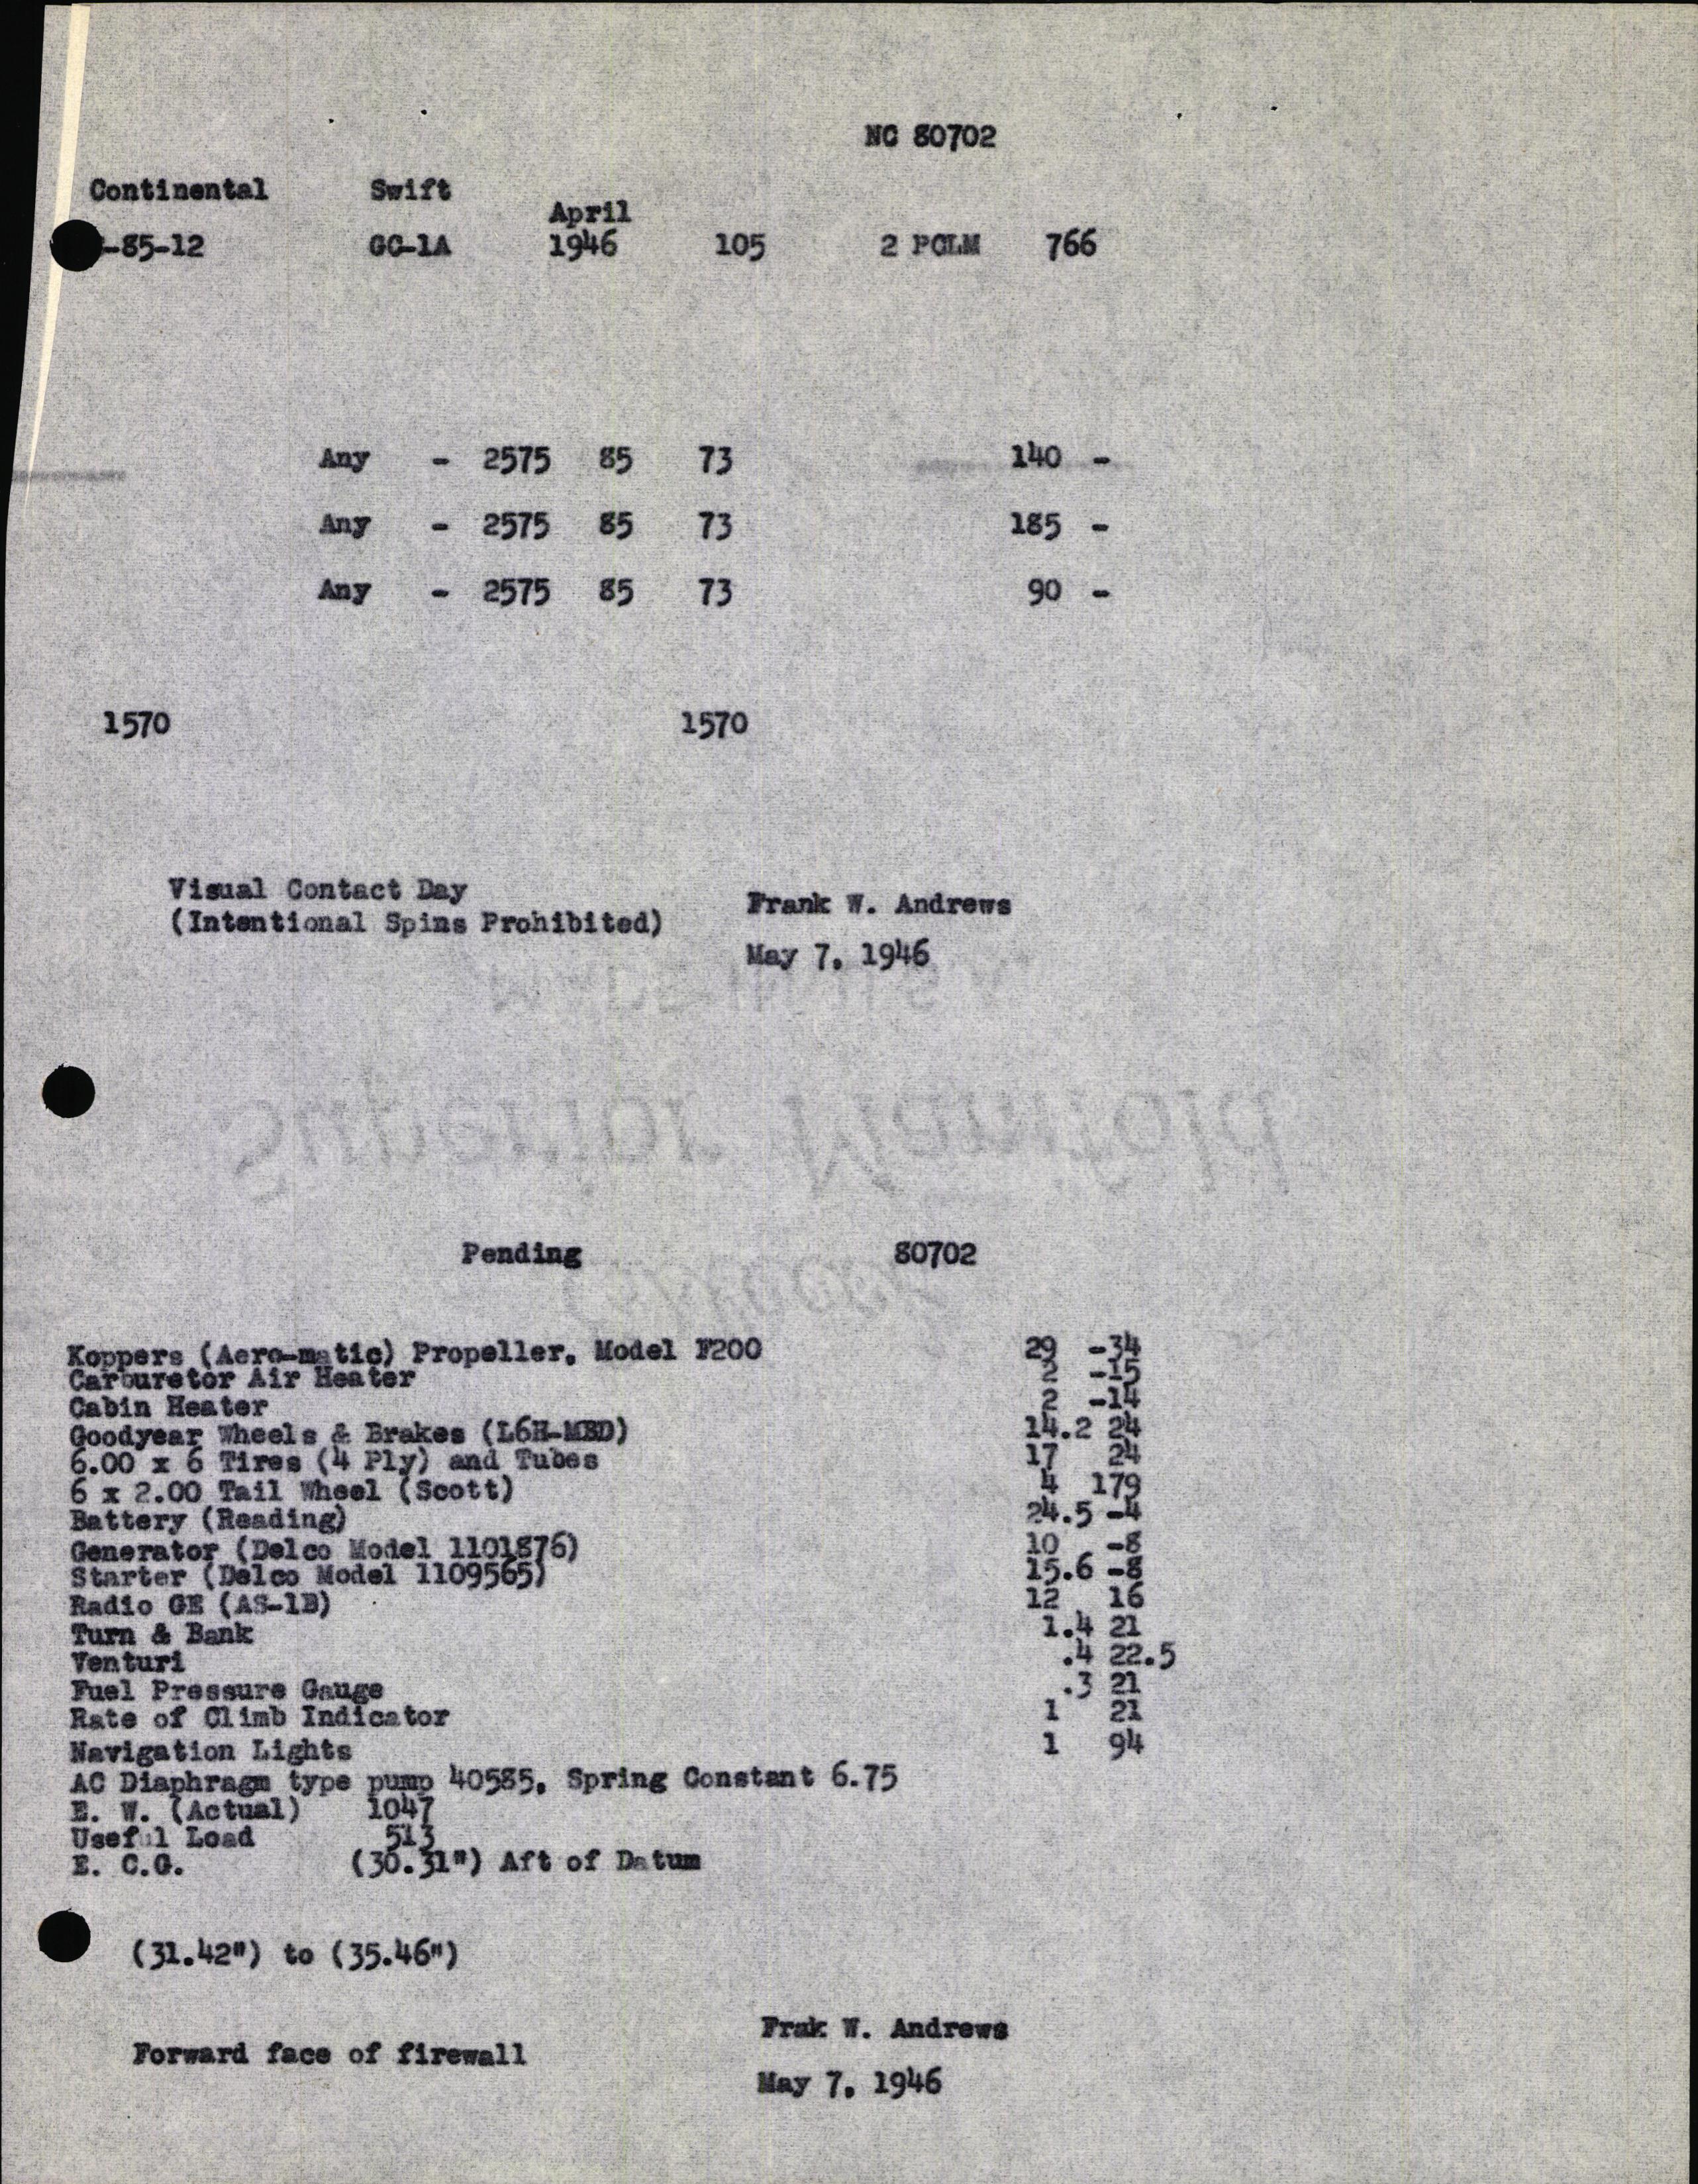 NC 80702
Continental Swift
April
-85-12 GC-1A 1946 105 2 PCLM 766
Any - 2575 85 73 140 -
Any - 2575 85 73 185 -
Any - 2575 85 73 90 -
1570 1570
Visual Contact Day
(Intentional Spins Prohibited)
Frank W. Andrews
May 7, 1946
Superior Manifold
Pending 80702
Koppers (Aero-matic) Propeller, Model F200 29 -34
Carburetor Air Heater 2 -15
Cabin Heater 2 -14
Goodyear Wheels & Brakes (L6H-MBD) 14.2 24
6.00 x 6 Tires (4 Ply) and Tubes 17 24
6 x 2.00 Tail Wheel (Scott) 4 179
Battery (Reading) 24.5 -4
Generator (Delco Model 1101876) 10 -8
Starter (Delco Model 1109565) 15.6 -8
Radio GE (AS-1B) 12 16
Turn & Bank 1.4 21
Venturi .4 22.5
Fuel Pressure Gauge .3 21
Rate of Climb Indicator 1 21
Navigation Lights 1 94
AC Diaphragm type pump 40585, Spring Constant 6.75
E. W. (Actual) 1047
Useful Load 513
E. C.G. (30.31") Aft of Datum
(31.42") to (35.46")
Frak W. Andrews
Forward face of firewall
May 7, 1946